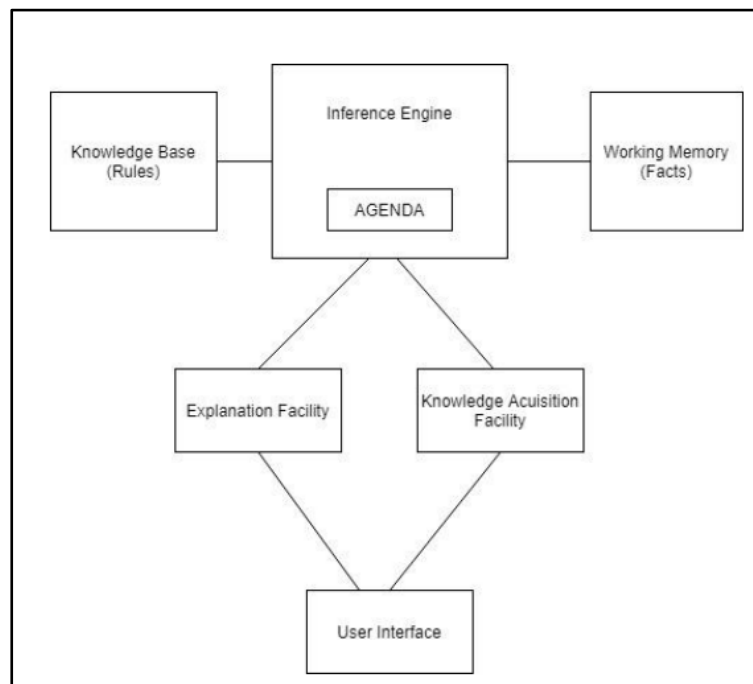 Inference Engine
Knowledge Base
(Rules)
Working Memory
(Facts)
AGENDA
Explanation Facility
Knowledge Acuisition
Facility
User Interface